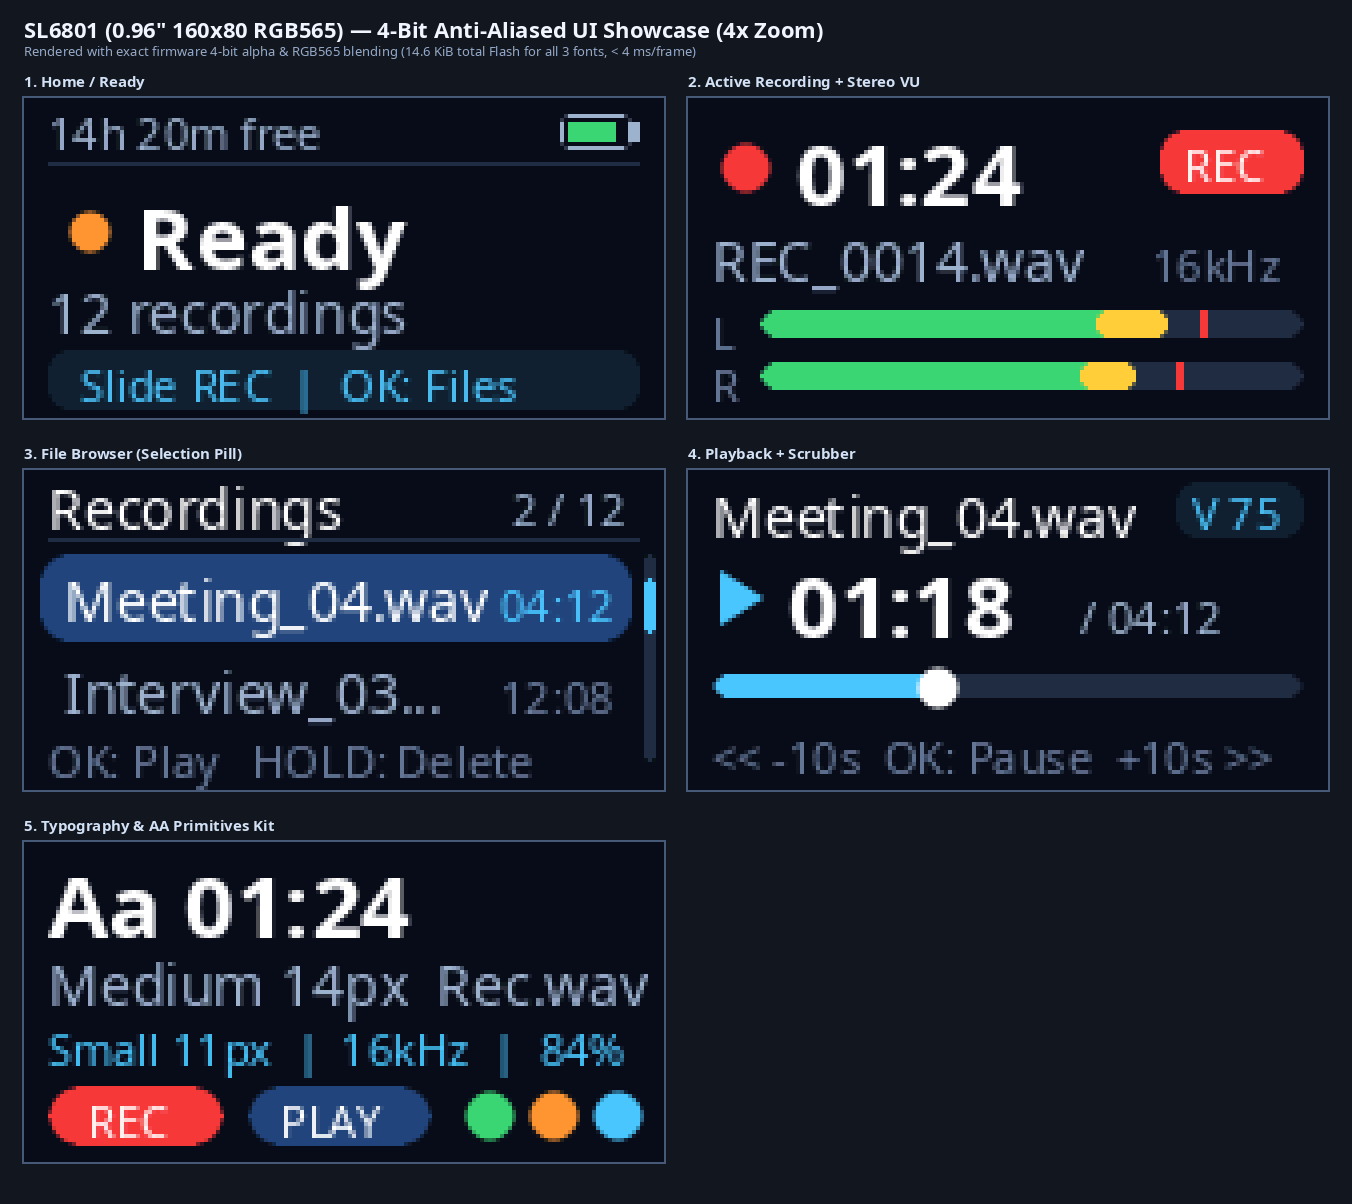 SL6801 (0.96" 160x80 RGB565) — 4-Bit Anti-Aliased UI Showcase (4x Zoom)
Rendered with exact firmware 4-bit alpha & RGB565 blending (14.6 KiB total Flash for all 3 fonts, < 4 ms/frame)
1. Home / Ready
14h 20m free
Ready
12 recordings
Slide REC | OK: Files
2. Active Recording + Stereo VU
01:24 REC
REC_0014.wav 16kHz
L
R
3. File Browser (Selection Pill)
Recordings 2 / 12
Meeting_04.wav 04:12
Interview_03... 12:08
OK: Play HOLD: Delete
4. Playback + Scrubber
Meeting_04.wav V75
01:18 / 04:12
<< -10s OK: Pause +10s >>
5. Typography & AA Primitives Kit
Aa 01:24
Medium 14px Rec.wav
Small 11px | 16kHz | 84%
REC PLAY